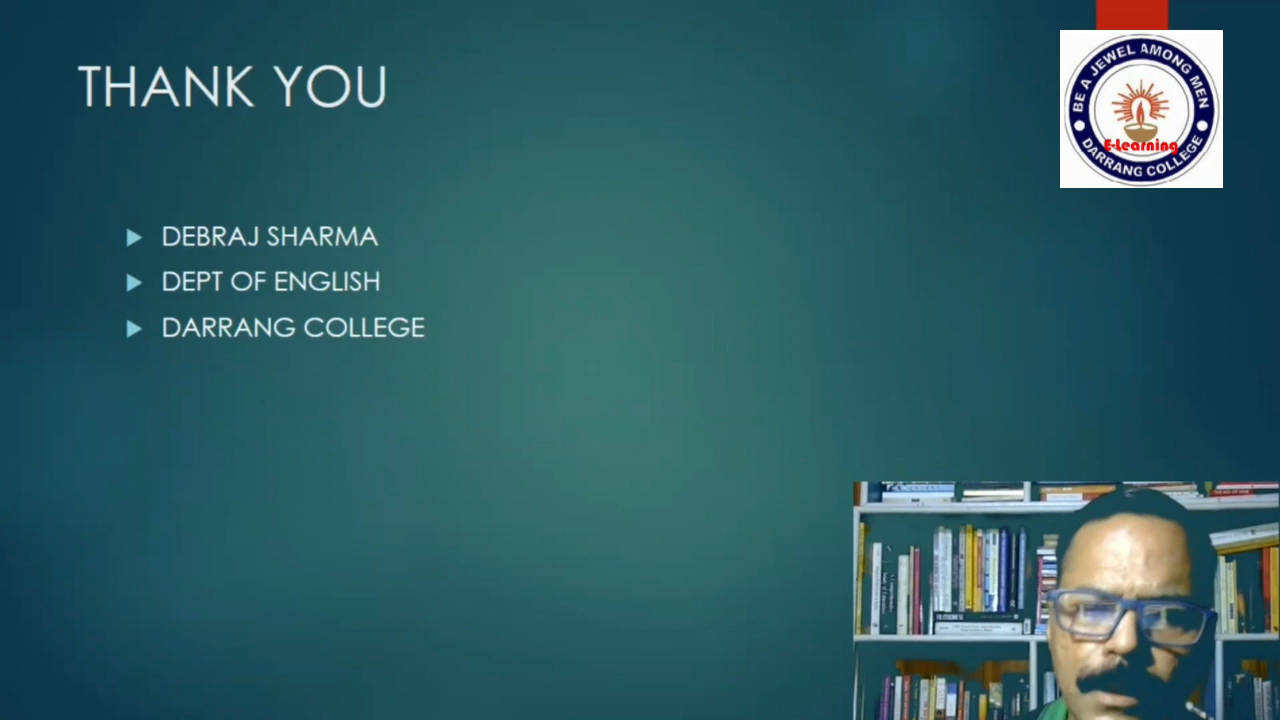 THANK YOU
BE A JEWEL AMONG MEN
E-Learning
DARRANG COLLEGE
DEBRAJ SHARMA
DEPT OF ENGLISH
DARRANG COLLEGE